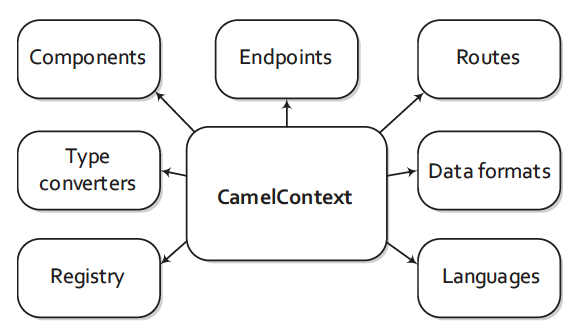 Components
Endpoints
Routes
Type
converters
CamelContext
Data formats
Registry
Languages